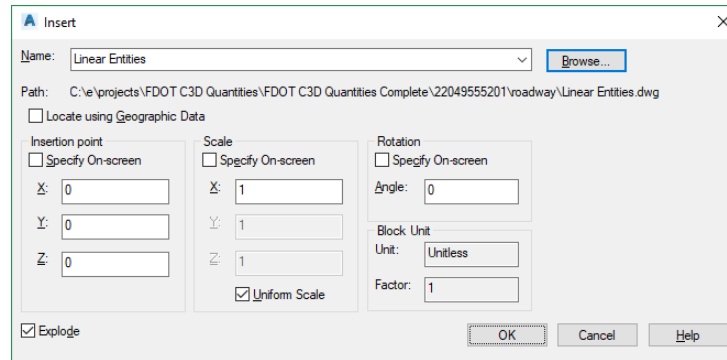 Insert
Name: Linear Entities Browse...
Path: C:\e\projects\FDOT C3D Quantities\FDOT C3D Quantities Complete\22049555201\roadway\Linear Entities.dwg
Locate using Geographic Data
Insertion point Scale Rotation
Specify On-screen Specify On-screen Specify On-screen
X: 0 X: 1 Angle: 0
Y: 0 Y: 1 Block Unit
Unit: Unitless
Z: 0 Z: 1
Factor: 1
Uniform Scale
Explode OK Cancel Help